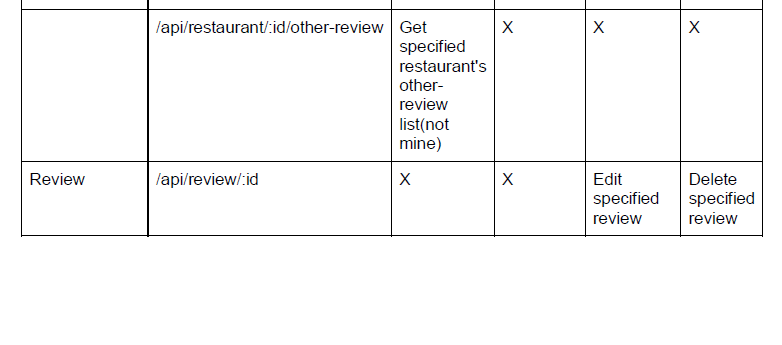 /api/restaurant/:id/other-review Get X X X
specified
restaurant's
other-
review
list(not
mine)
Review /api/review/:id X X Edit Delete
specified specified
review review